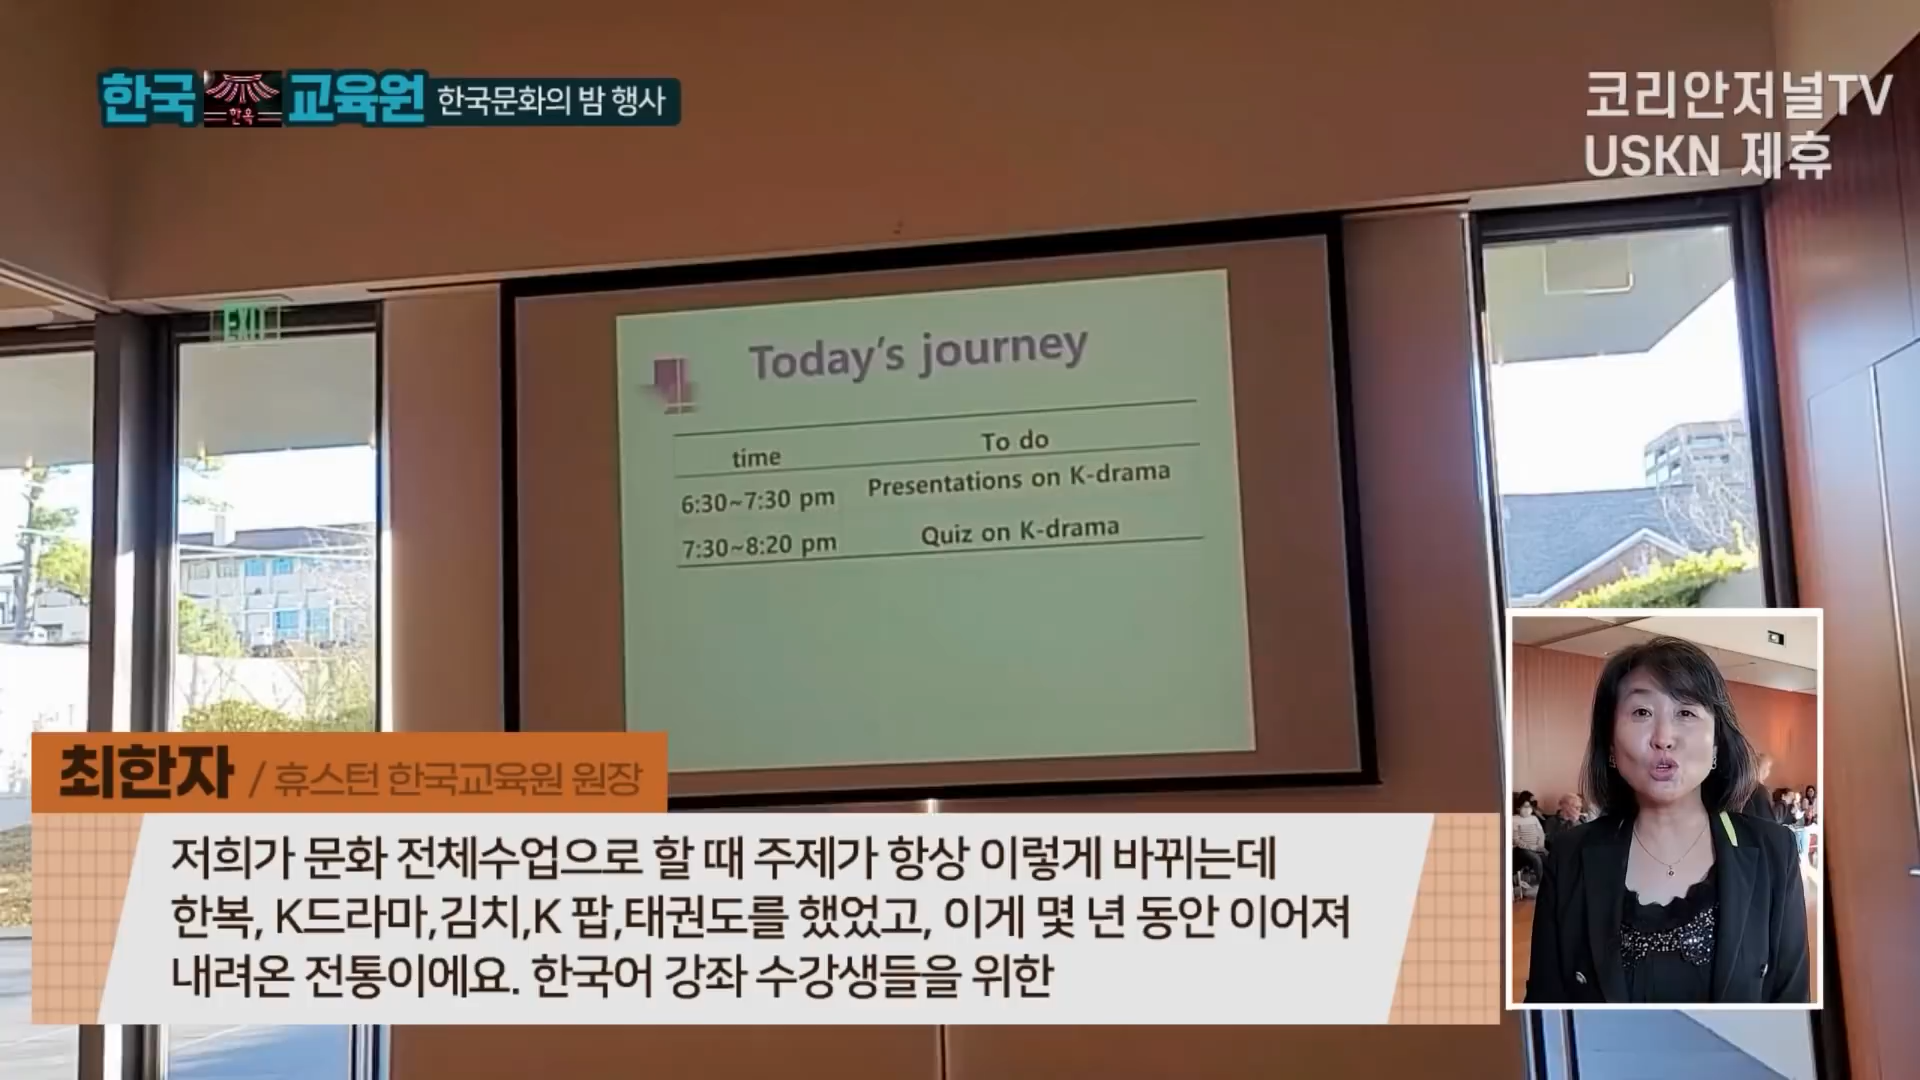 한국 한옥 교육원 한국문화의 밤 행사
코리안저널TV
USKN 제휴
EXIT
Today's journey
time To do
6:30~7:30 pm Presentations on K-drama
7:30~8:20 pm Quiz on K-drama
최한자 / 휴스턴 한국교육원 원장
저희가 문화 전체수업으로 할 때 주제가 항상 이렇게 바뀌는데
한복, K드라마,김치,K 팝,태권도를 했었고, 이게 몇 년 동안 이어져
내려온 전통이에요. 한국어 강좌 수강생들을 위한